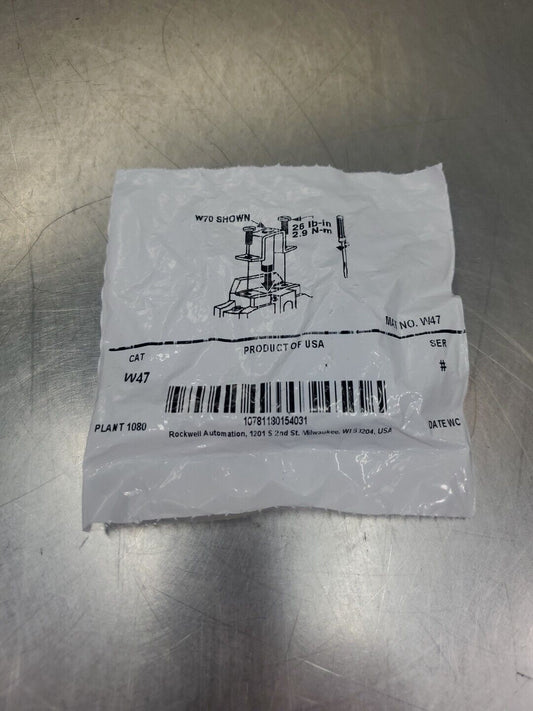 W70 SHOWN
26 lb-in
2.9 N-m
MAT NO. W47
CAT
PRODUCT OF USA
SER
W47
#
10781180154031
PLANT 1080
Rockwell Automation, 1201 S 2nd St. Milwaukee, WI 53204, USA
DATE WC